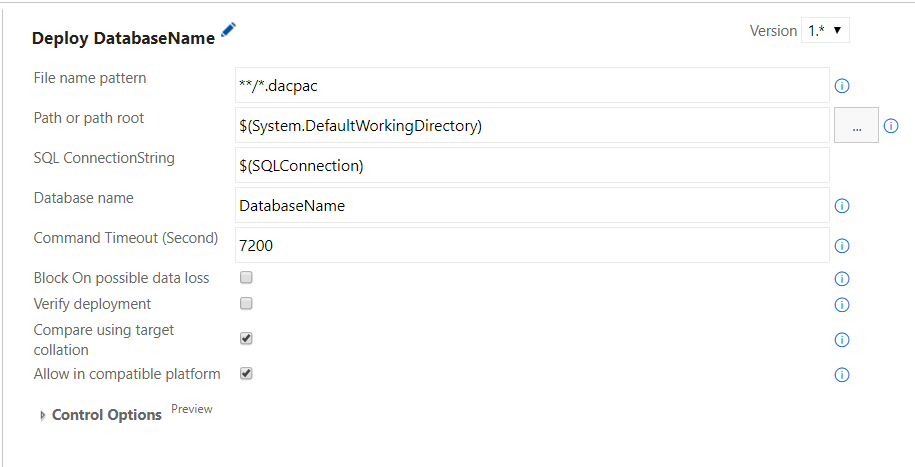 Deploy DatabaseName
Version 1.*
File name pattern **/*.dacpac
Path or path root $(System.DefaultWorkingDirectory) ...
SQL ConnectionString $(SQLConnection)
Database name DatabaseName
Command Timeout (Second) 7200
Block On possible data loss
Verify deployment
Compare using target
collation
Allow in compatible platform
Control Options Preview